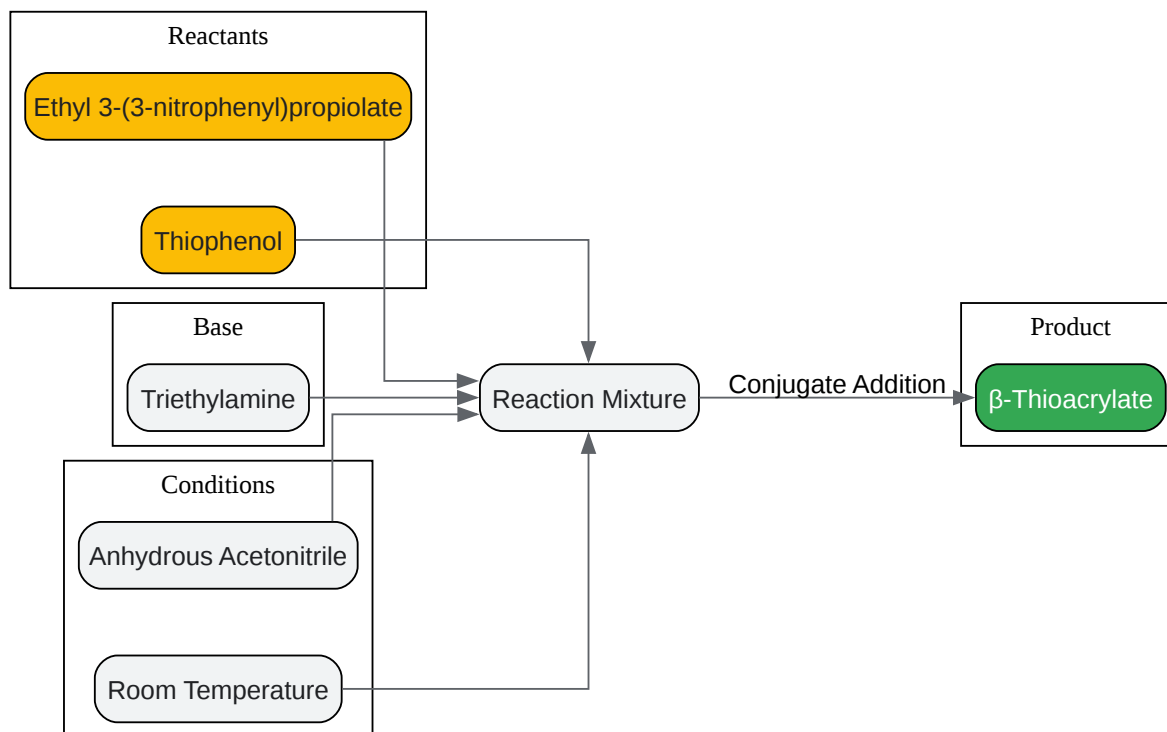 Reactants
Ethyl 3-(3-nitrophenyl)propiolate
Thiophenol
Base
Triethylamine
Conditions
Anhydrous Acetonitrile
Room Temperature
Reaction Mixture
Conjugate Addition
Product
β-Thioacrylate